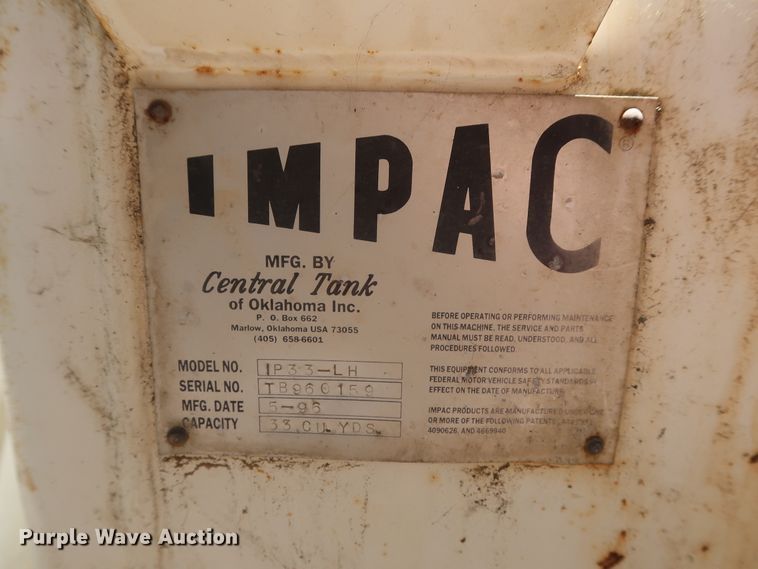 IMPAC®
MFG. BY
Central Tank
of Oklahoma Inc.
P. O. Box 662
Marlow, Oklahoma USA 73055
(405) 658-6601
MODEL NO. IP33-LH
SERIAL NO. TB960159
MFG. DATE 5-96
CAPACITY 33 CU YDS
BEFORE OPERATING OR PERFORMING MAINTENANCE
ON THIS MACHINE, THE SERVICE AND PARTS
MANUAL MUST BE READ, UNDERSTOOD, AND ALL
PROCEDURES FOLLOWED.
THIS EQUIPMENT CONFORMS TO ALL APPLICABLE
FEDERAL MOTOR VEHICLE SAFETY STANDARDS IN
EFFECT ON THE DATE OF MANUFACTURE.
IMPAC PRODUCTS ARE MANUFACTURED UNDER ONE
OR MORE OF THE FOLLOWING PATENTS
4090626, AND 4669940
Purple Wave Auction